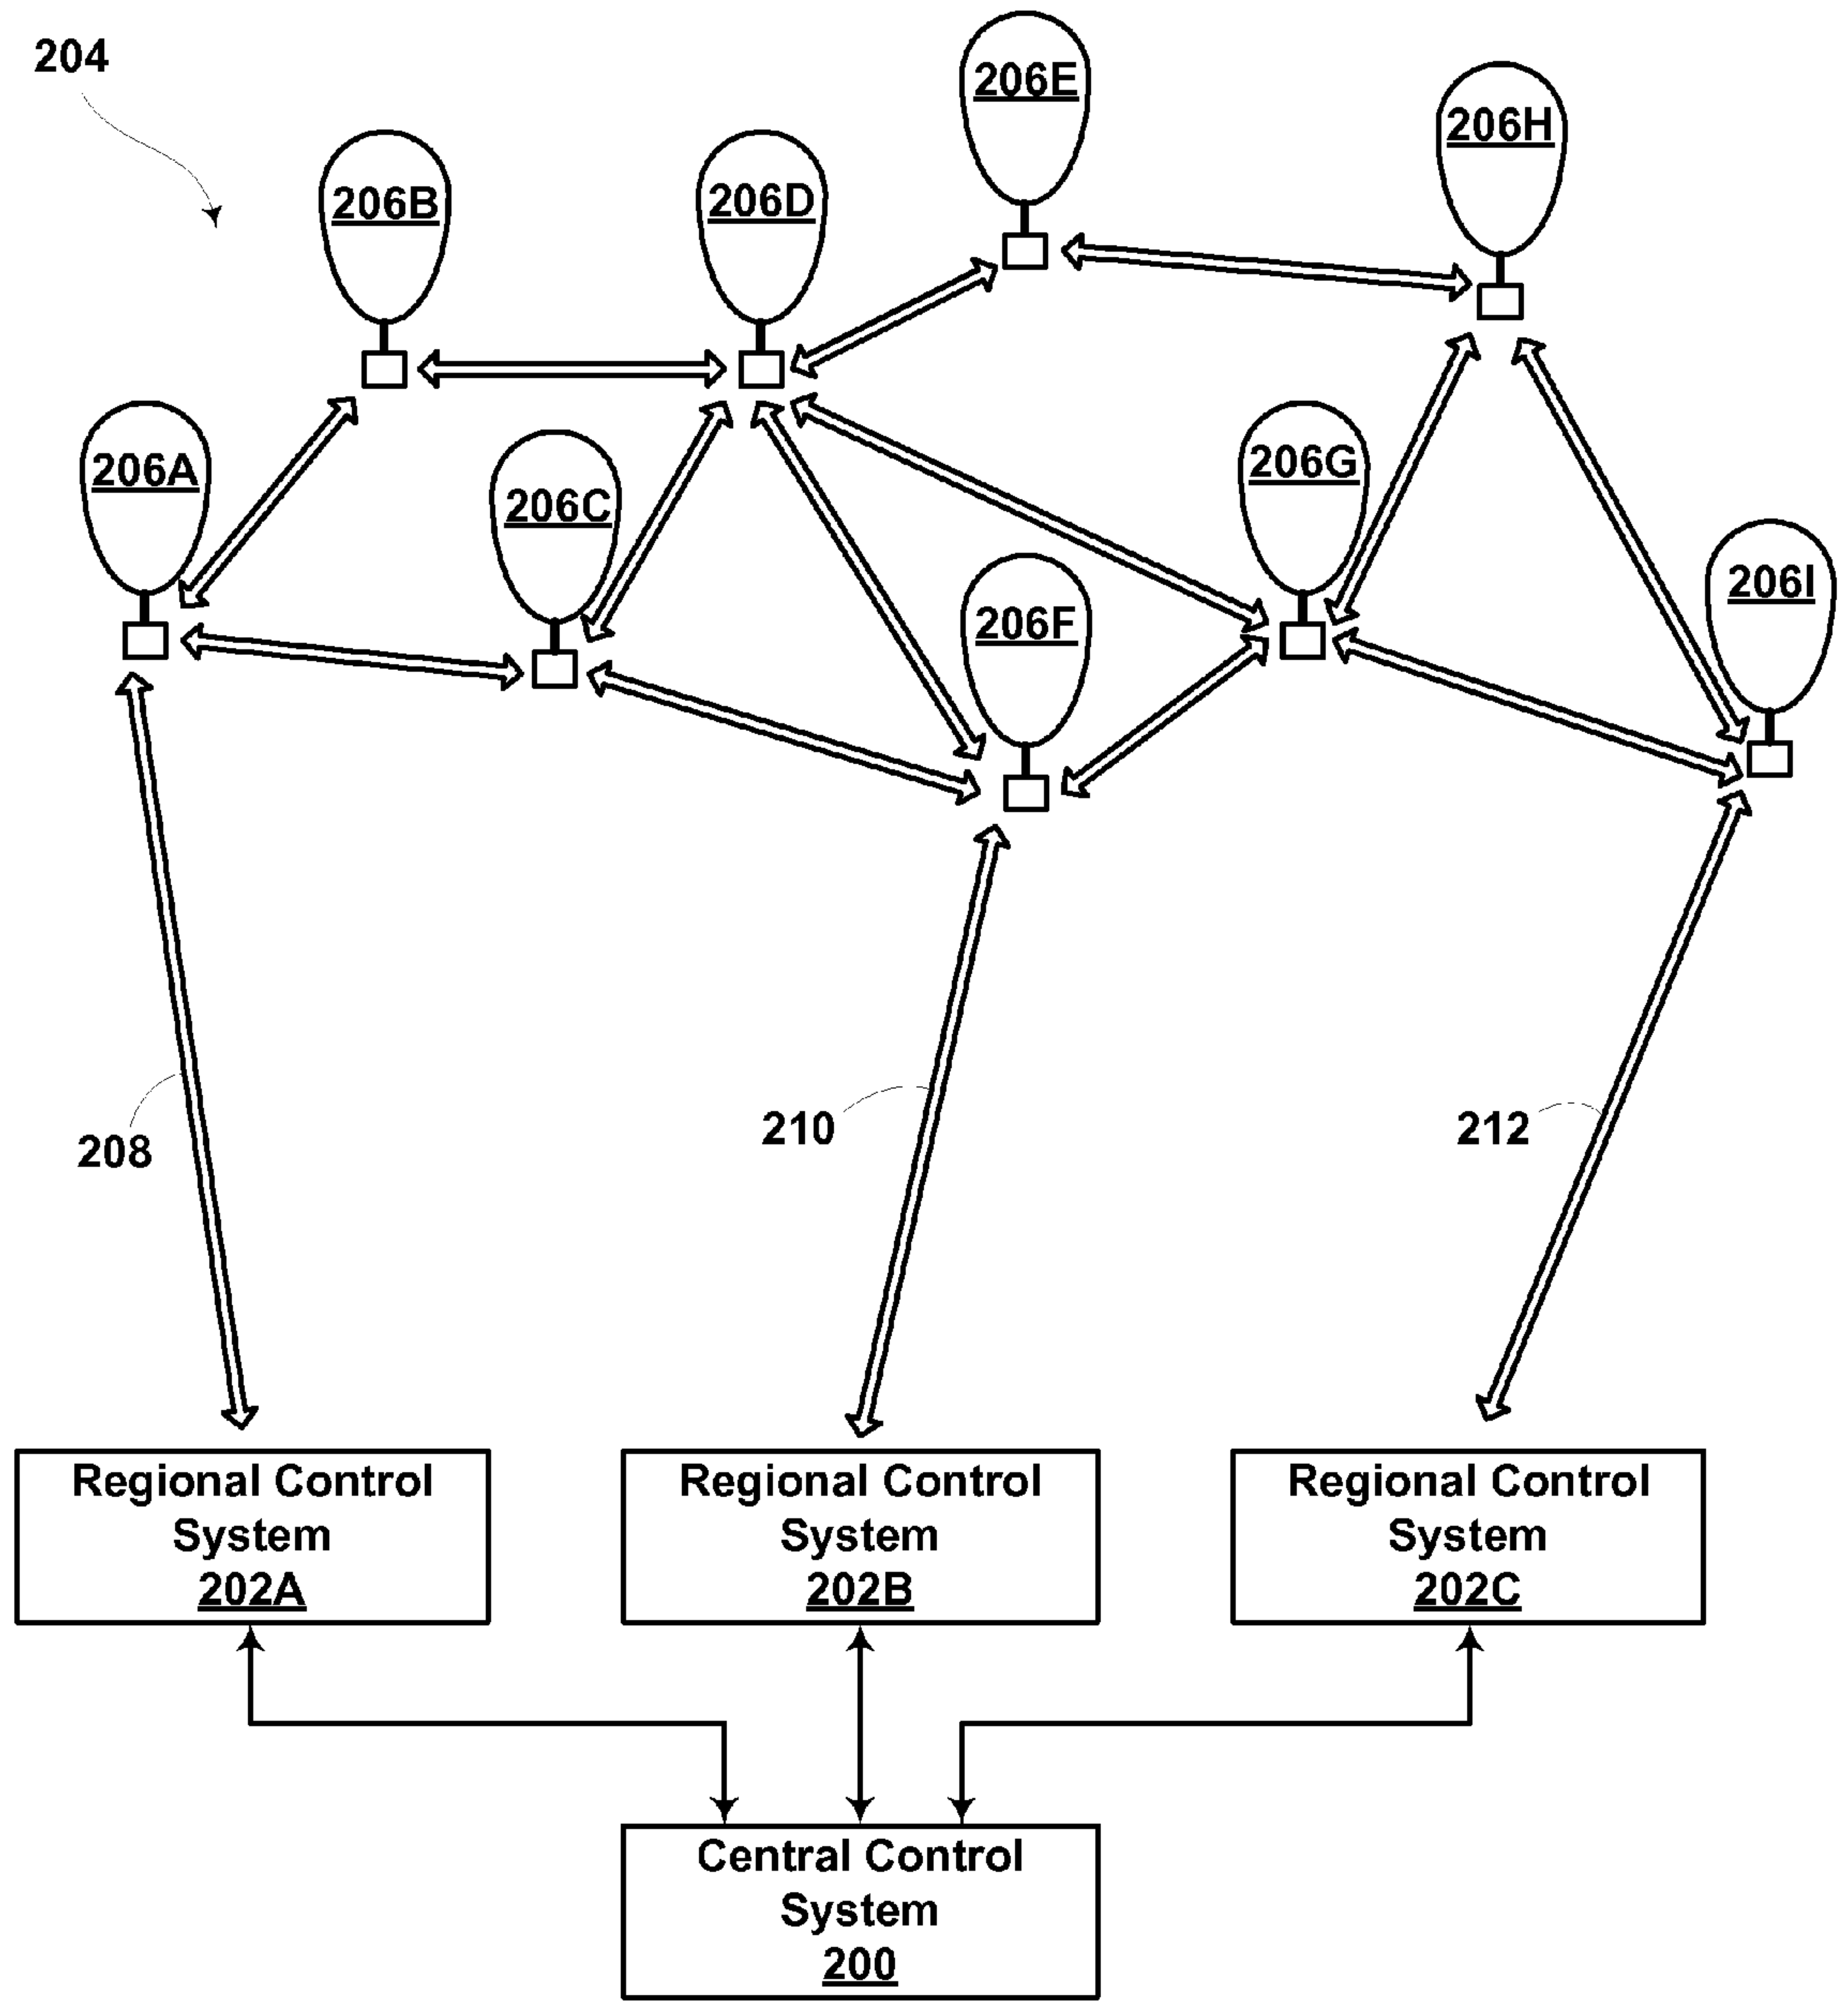 204
206E
206H
206B
206D
206A
206C
206G
206F
206I
208
210
212
Regional Control
System
202A
Regional Control
System
202B
Regional Control
System
202C
Central Control
System
200